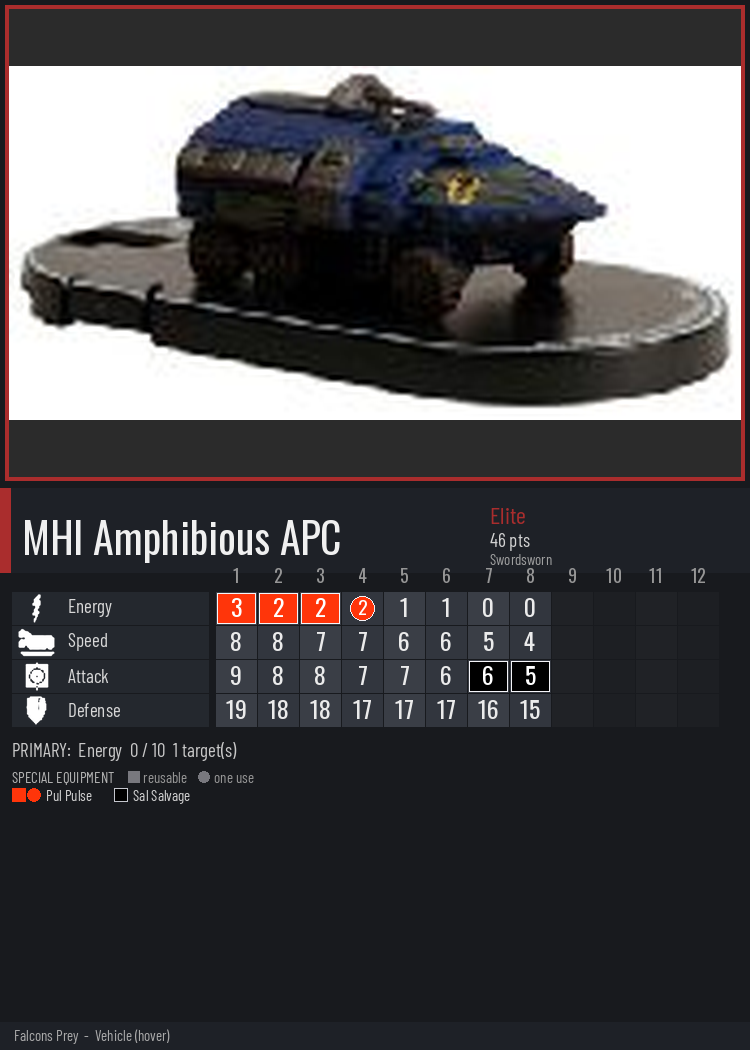 MHI Amphibious APC
Elite
46 pts
Swordsworn
1 2 3 4 5 6 7 8 9 10 11 12
Energy 3 2 2 2 1 1 0 0
Speed 8 8 7 7 6 6 5 4
Attack 9 8 8 7 7 6 6 5
Defense 19 18 18 17 17 17 16 15
PRIMARY: Energy 0 / 10 1 target(s)
SPECIAL EQUIPMENT reusable one use
Pul Pulse Sal Salvage
Falcons Prey - Vehicle (hover)